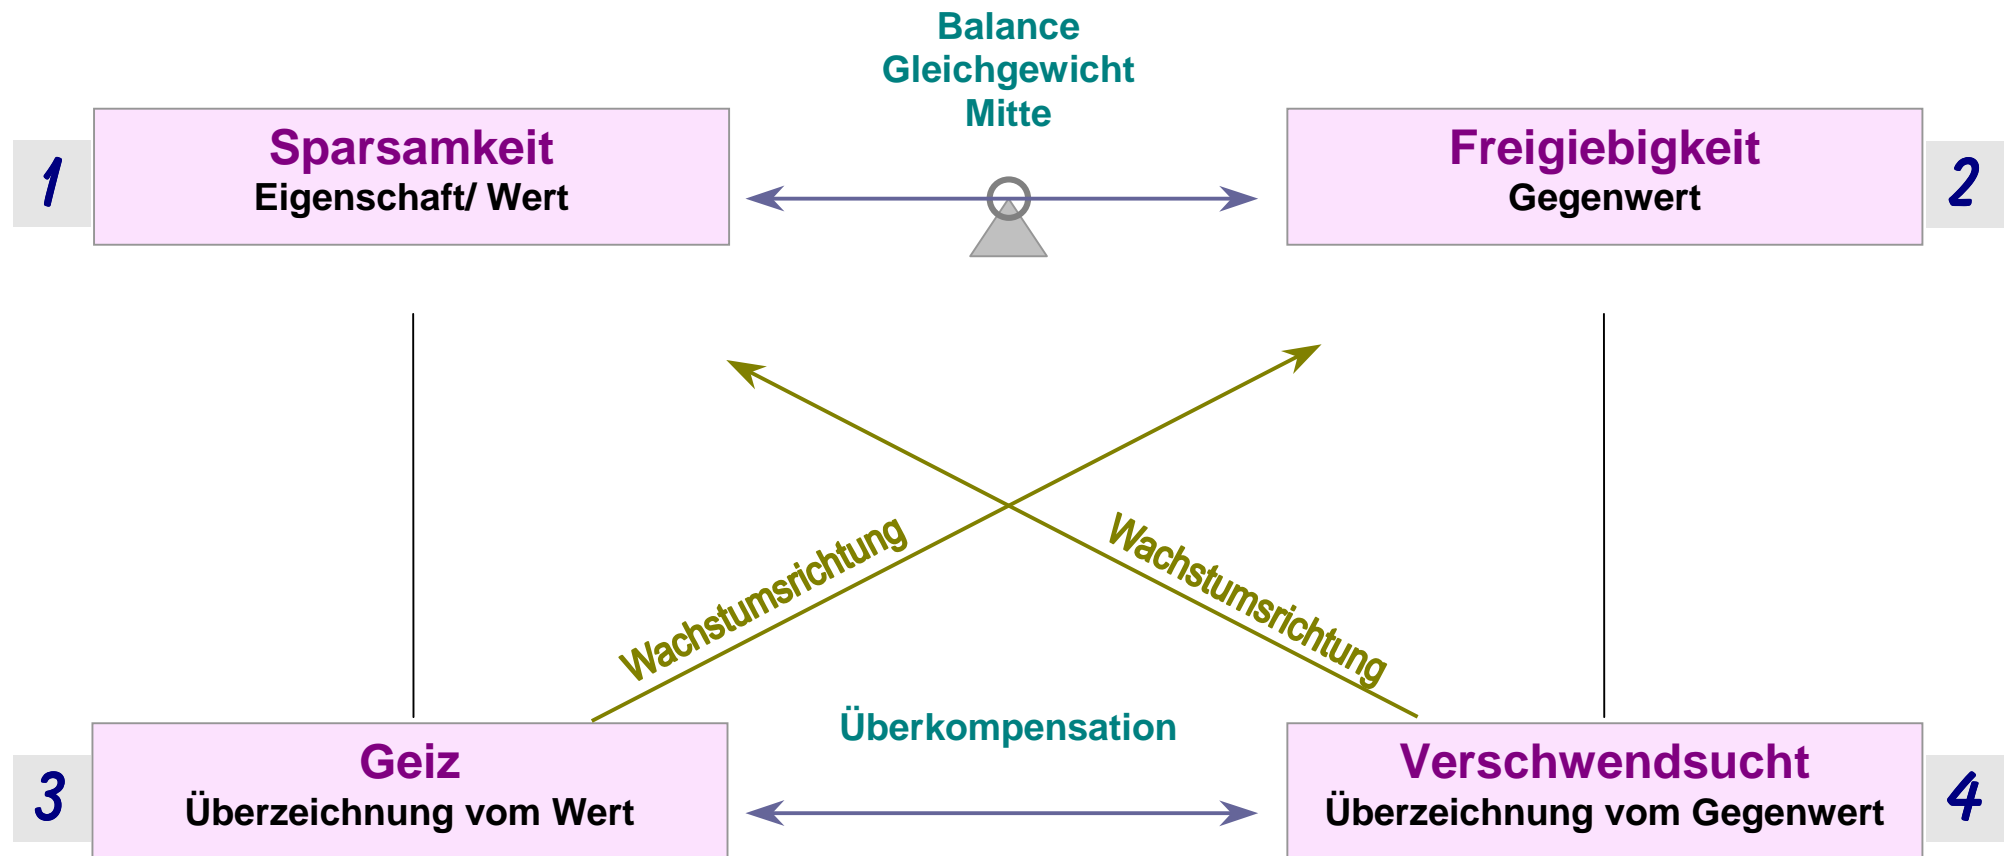 Balance
Gleichgewicht
Mitte
1
Sparsamkeit
Eigenschaft/ Wert
Freigiebigkeit
Gegenwert
2
Wachstumsrichtung
Wachstumsrichtung
Überkompensation
3
Geiz
Überzeichnung vom Wert
Verschwendsucht
Überzeichnung vom Gegenwert
4